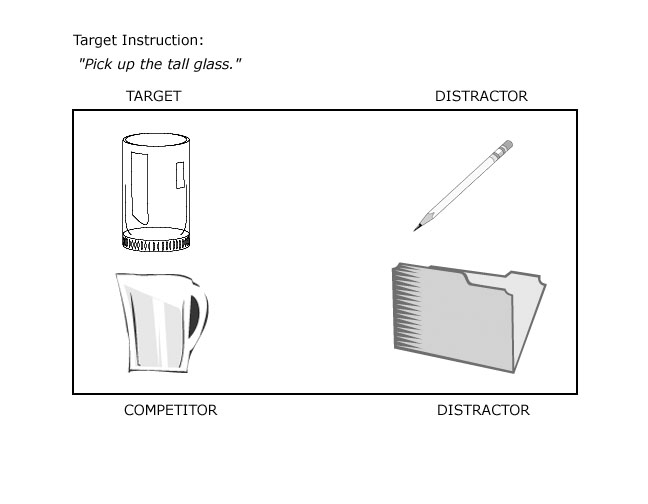 Target Instruction:
"Pick up the tall glass."
TARGET
DISTRACTOR
COMPETITOR
DISTRACTOR